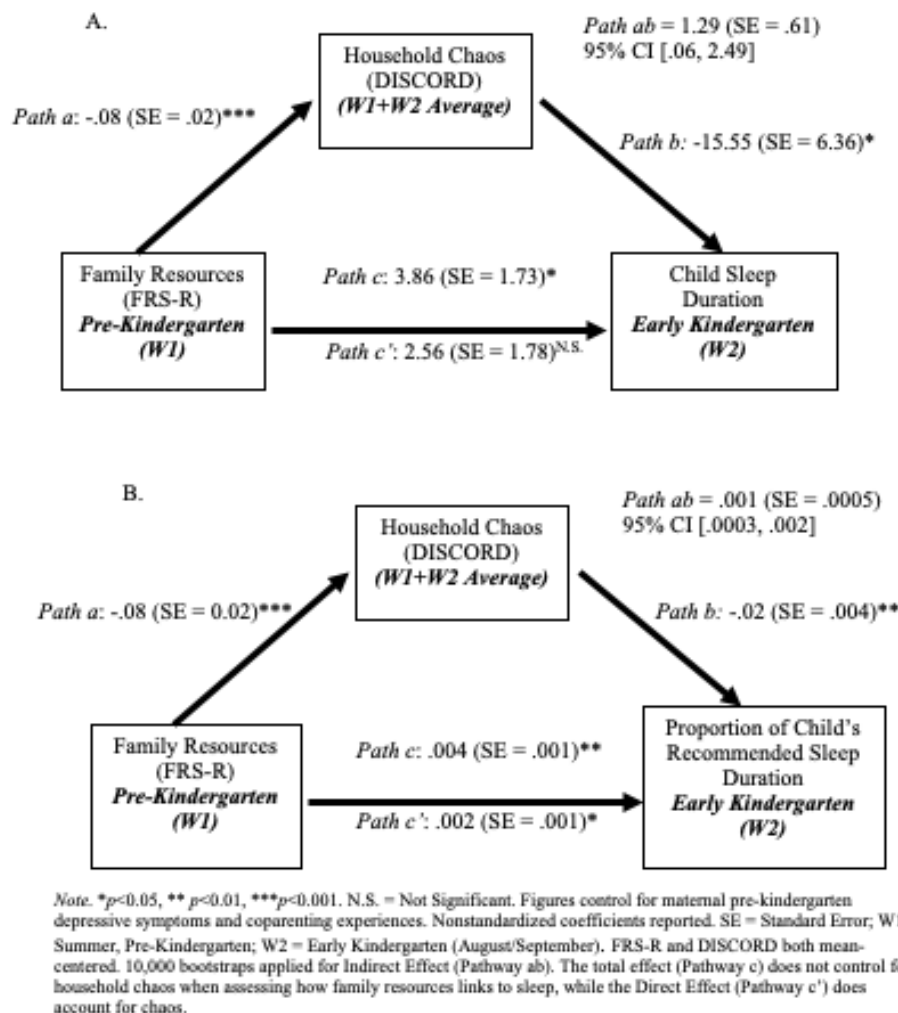 A.
Path ab = 1.29 (SE = .61)
95% CI [.06, 2.49]
Household Chaos
(DISCORD)
(W1+W2 Average)
Path a: -.08 (SE = .02)***
Path b: -15.55 (SE = 6.36)*
Family Resources
(FRS-R)
Pre-Kindergarten
(W1)
Path c: 3.86 (SE = 1.73)*
Path c’: 2.56 (SE = 1.78)N.S.
Child Sleep
Duration
Early Kindergarten
(W2)
B.
Path ab = .001 (SE = .0005)
95% CI [.0003, .002]
Household Chaos
(DISCORD)
(W1+W2 Average)
Path a: -.08 (SE = 0.02)***
Path b: -.02 (SE = .004)**
Family Resources
(FRS-R)
Pre-Kindergarten
(W1)
Path c: .004 (SE = .001)**
Path c’: .002 (SE = .001)*
Proportion of Child’s
Recommended Sleep
Duration
Early Kindergarten
(W2)
Note. *p<0.05, ** p<0.01, ***p<0.001. N.S. = Not Significant. Figures control for maternal pre-kindergarten
depressive symptoms and coparenting experiences. Nonstandardized coefficients reported. SE = Standard Error; W1
Summer, Pre-Kindergarten; W2 = Early Kindergarten (August/September). FRS-R and DISCORD both mean-
centered. 10,000 bootstraps applied for Indirect Effect (Pathway ab). The total effect (Pathway c) does not control f
household chaos when assessing how family resources links to sleep, while the Direct Effect (Pathway c’) does
account for chaos.